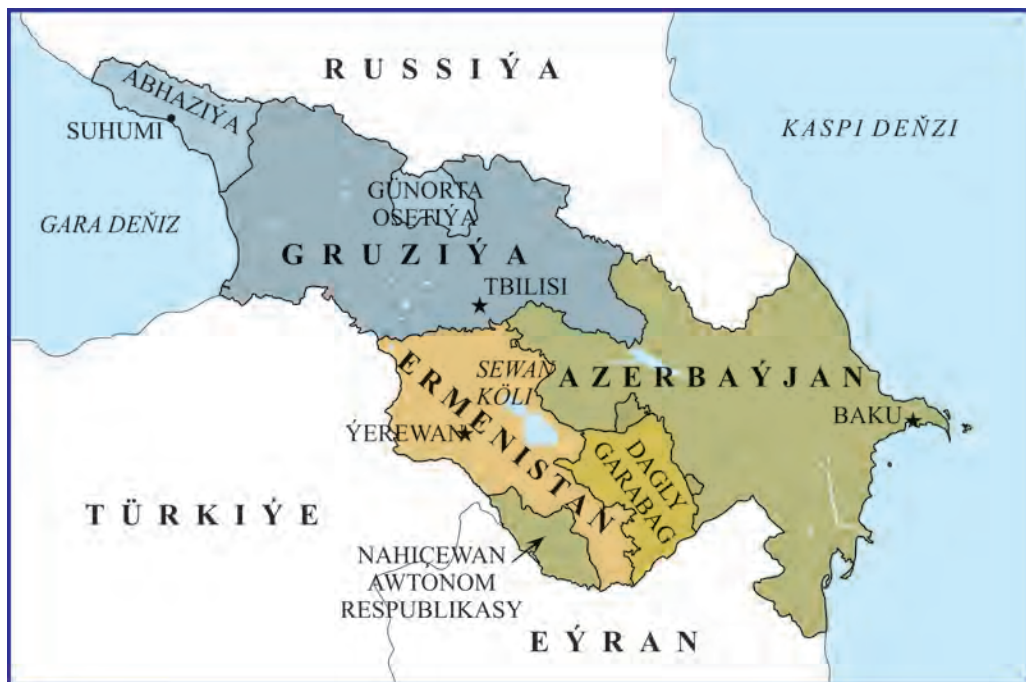 RUSSIÝA
ABHAZIÝA
SUHUMI
KASPI DEŇZI
GÜNORTA
OSETIÝA
GARA DEŇIZ
GRUZIÝA
TBILISI
SEWAN
KÖLI
AZERBAÝJAN
ERMENISTAN
BAKU
ÝEREWAN
DAGLY
GARABAG
TÜRKIÝE
NAHIÇEWAN
AWTONOM
RESPUBLIKASY
EÝRAN